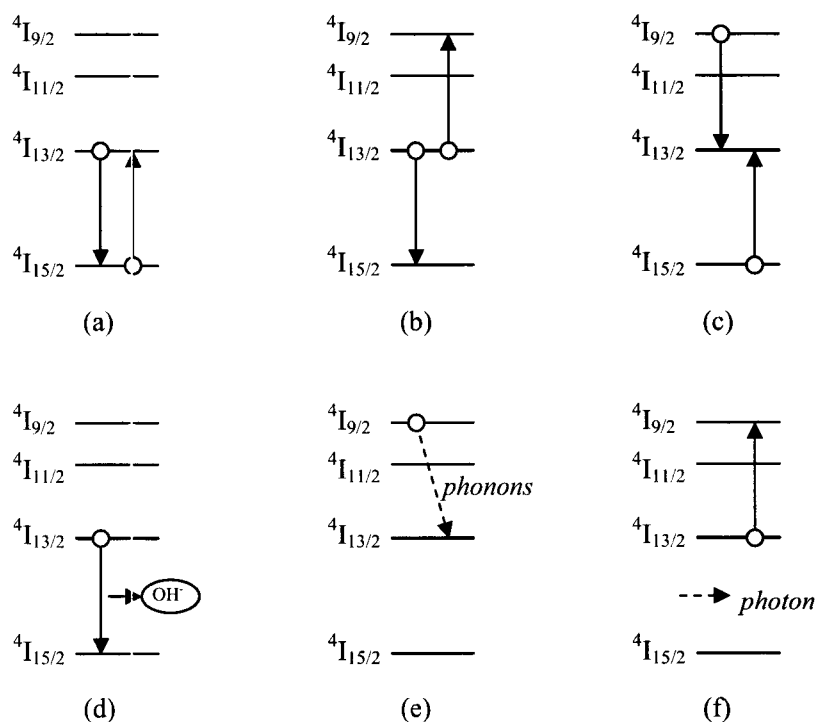 ⁴I₉/₂ ⁴I₉/₂ ⁴I₉/₂
⁴I₁₁/₂ ⁴I₁₁/₂ ⁴I₁₁/₂
⁴I₁₃/₂ ⁴I₁₃/₂ ⁴I₁₃/₂
⁴I₁₅/₂ ⁴I₁₅/₂ ⁴I₁₅/₂
(a) (b) (c)
⁴I₉/₂ ⁴I₉/₂ ⁴I₉/₂
⁴I₁₁/₂ ⁴I₁₁/₂ phonons ⁴I₁₁/₂
⁴I₁₃/₂ ⁴I₁₃/₂ ⁴I₁₃/₂
OH⁻ photon
⁴I₁₅/₂ ⁴I₁₅/₂ ⁴I₁₅/₂
(d) (e) (f)